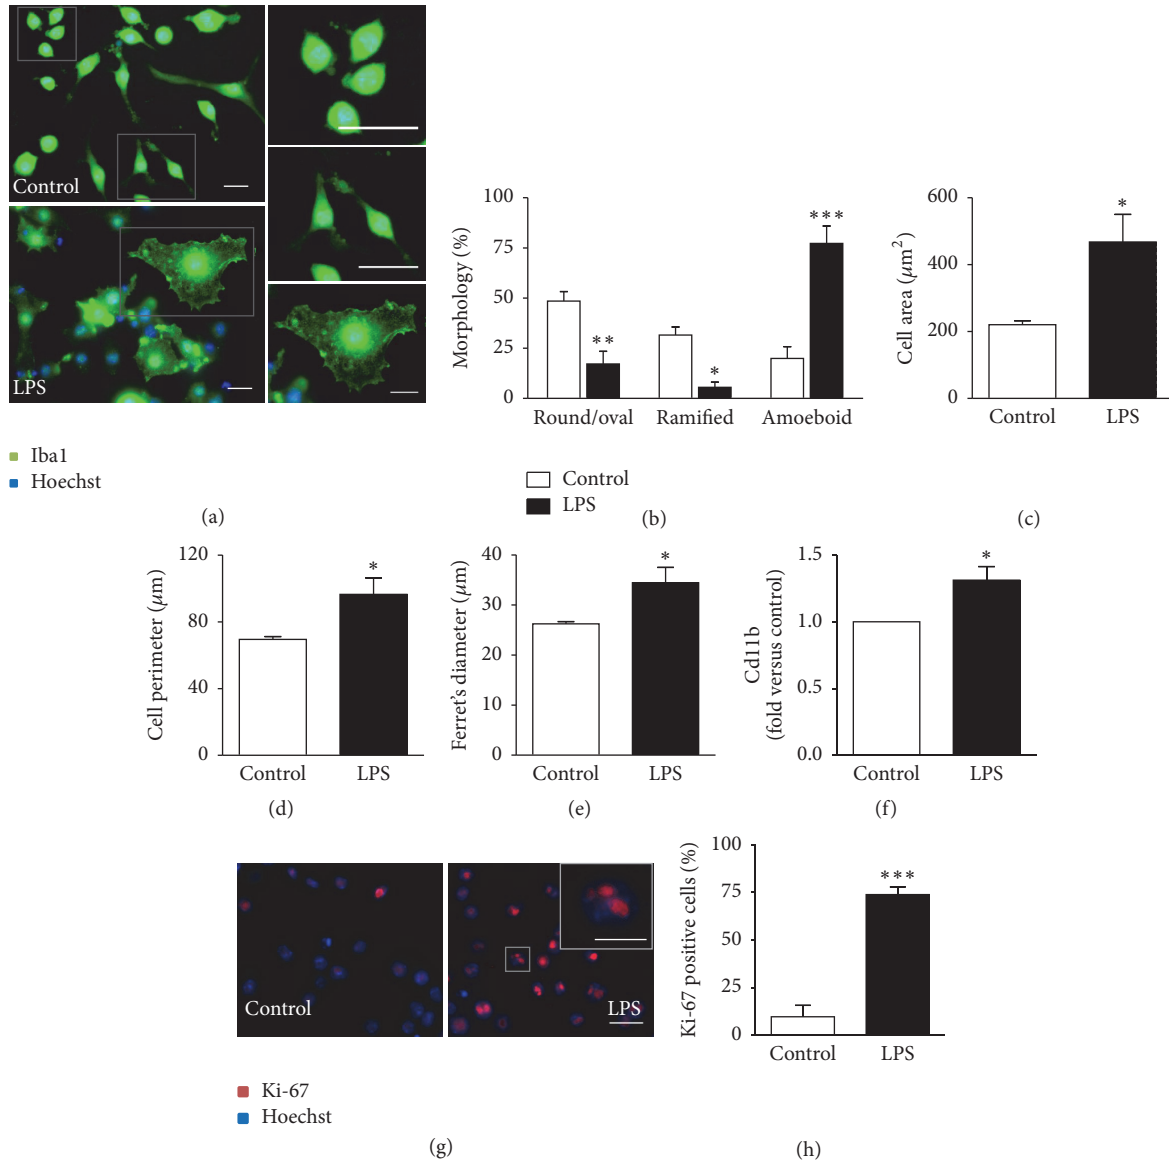 Control
LPS
Iba1
Hoechst
(a)
Morphology (%)
100
75
50
25
0
**
*
***
Round/oval
Ramified
Amoeboid
Control
LPS
(b)
Cell area (μm²)
600
400
200
0
*
Control
LPS
(c)
Cell perimeter (μm)
120
80
40
0
*
Control
LPS
(d)
Ferret's diameter (μm)
40
30
20
10
0
*
Control
LPS
(e)
Cd11b
(fold versus control)
1.5
1.0
0.5
0.0
*
Control
LPS
(f)
Control
LPS
Ki-67
Hoechst
(g)
Ki-67 positive cells (%)
100
75
50
25
0
***
Control
LPS
(h)